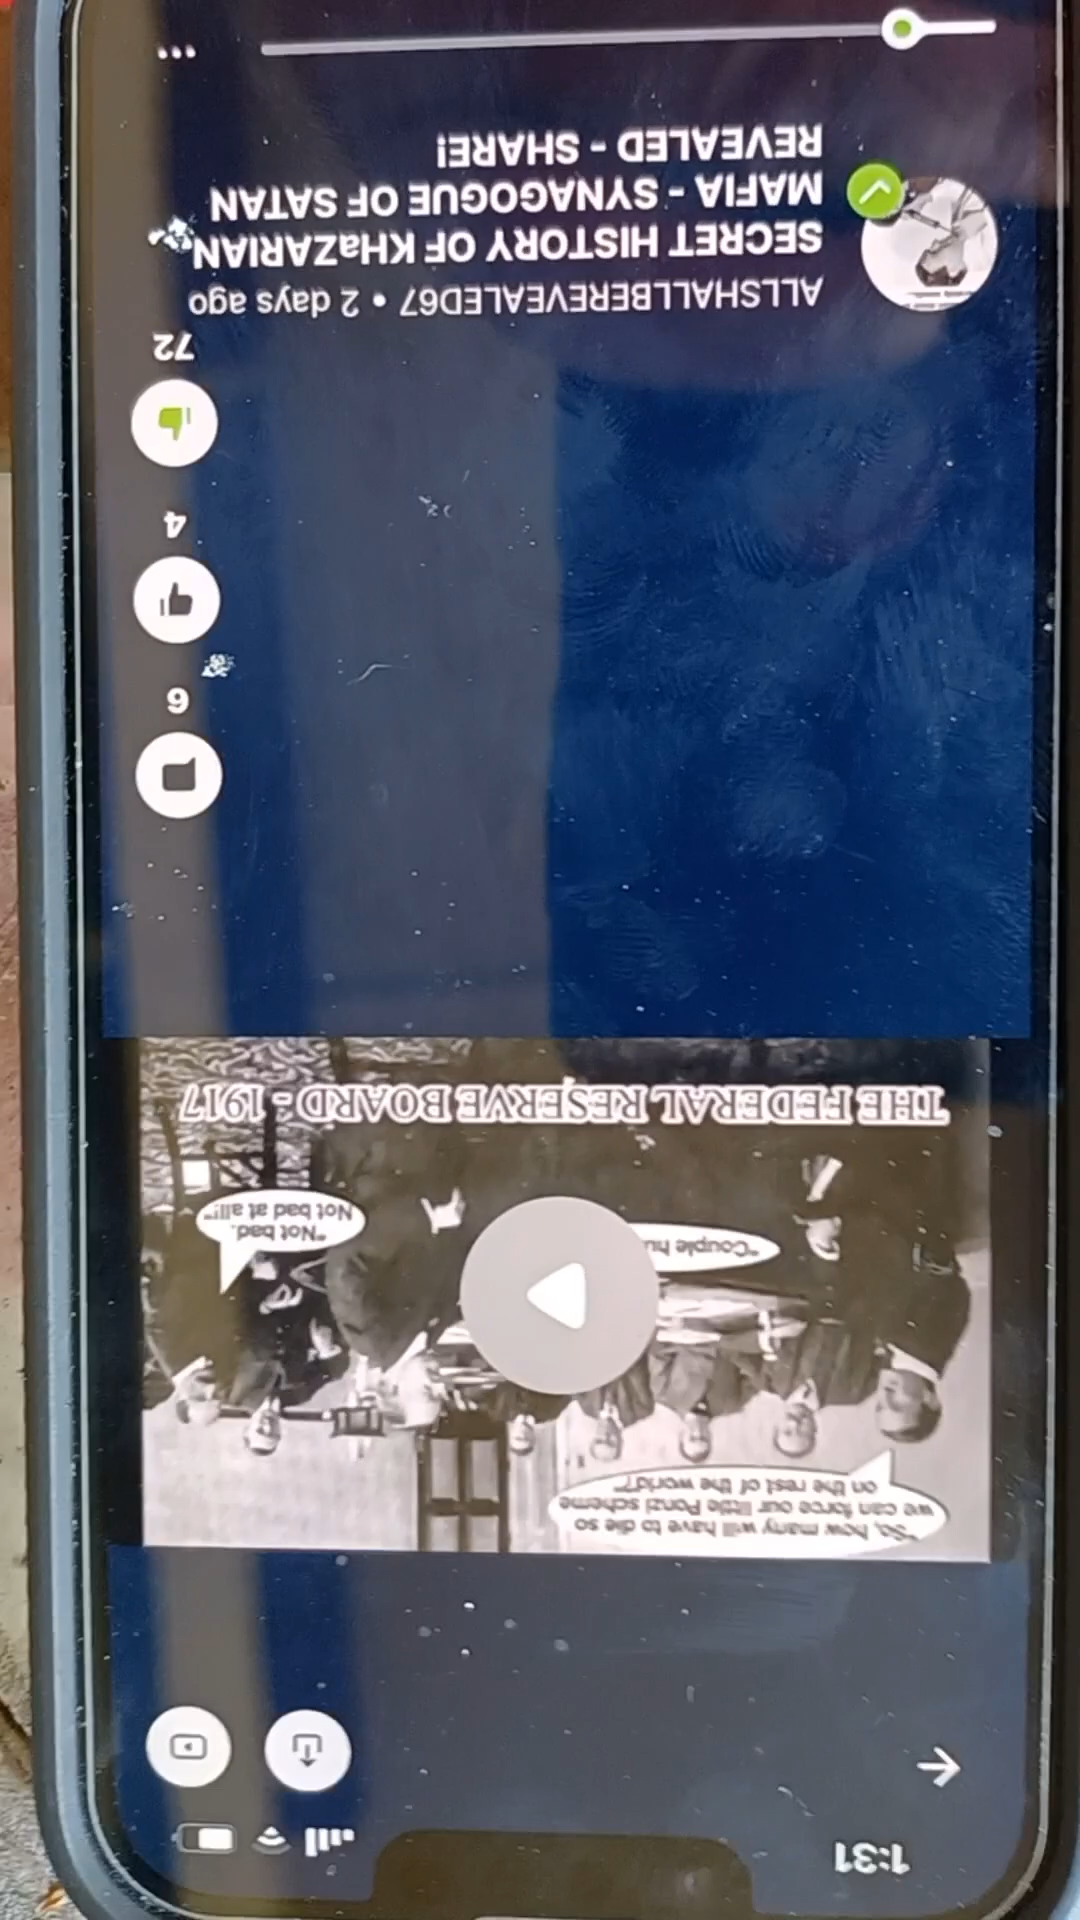 1:31
"So, how many will have to die so
we can force our little Ponzi scheme
on the rest of the world?"
"Couple hu
"Not bad.
Not bad at all!"
THE FEDERAL RESERVE BOARD - 1917
6
4
72
ALLSHALLBEREVEALED67 • 2 days ago
SECRET HISTORY OF KHaZARIAN
MAFIA - SYNAGOGUE OF SATAN
REVEALED - SHARE!